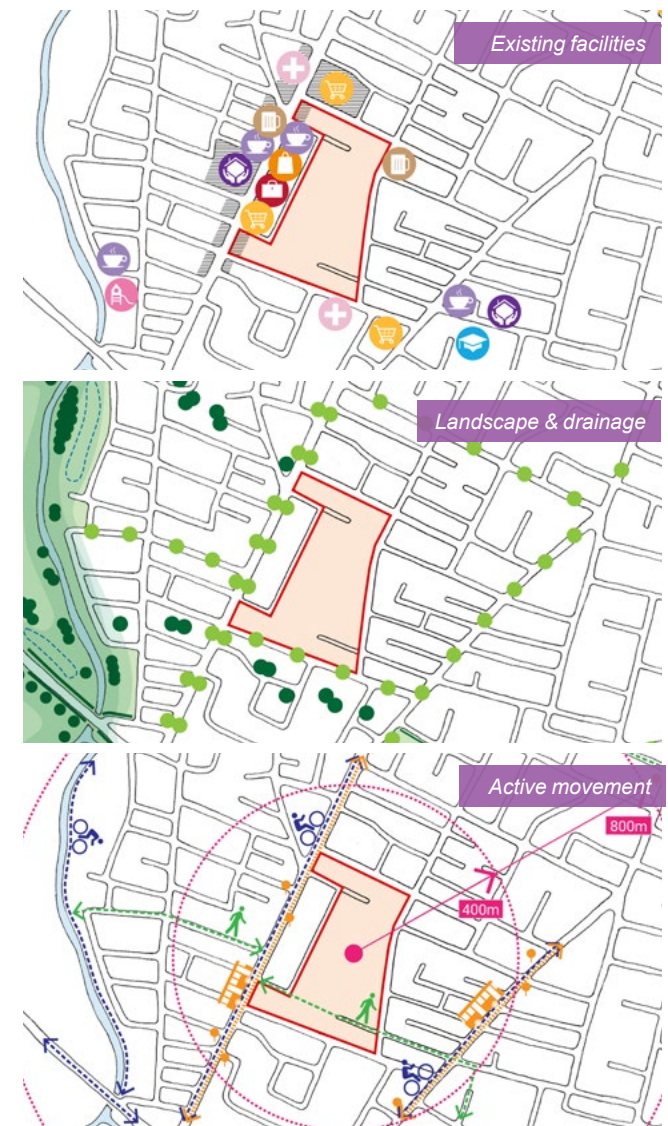 Existing facilities
Landscape & drainage
Active movement
800m
400m